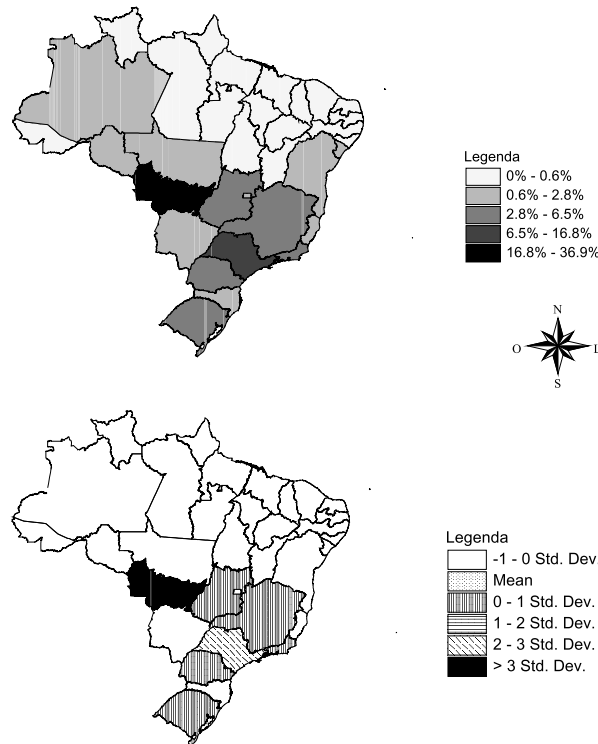 Legenda
0% - 0.6%
0.6% - 2.8%
2.8% - 6.5%
6.5% - 16.8%
16.8% - 36.9%
N
O
L
S
Legenda
-1 - 0 Std. Dev.
Mean
0 - 1 Std. Dev.
1 - 2 Std. Dev.
2 - 3 Std. Dev.
> 3 Std. Dev.